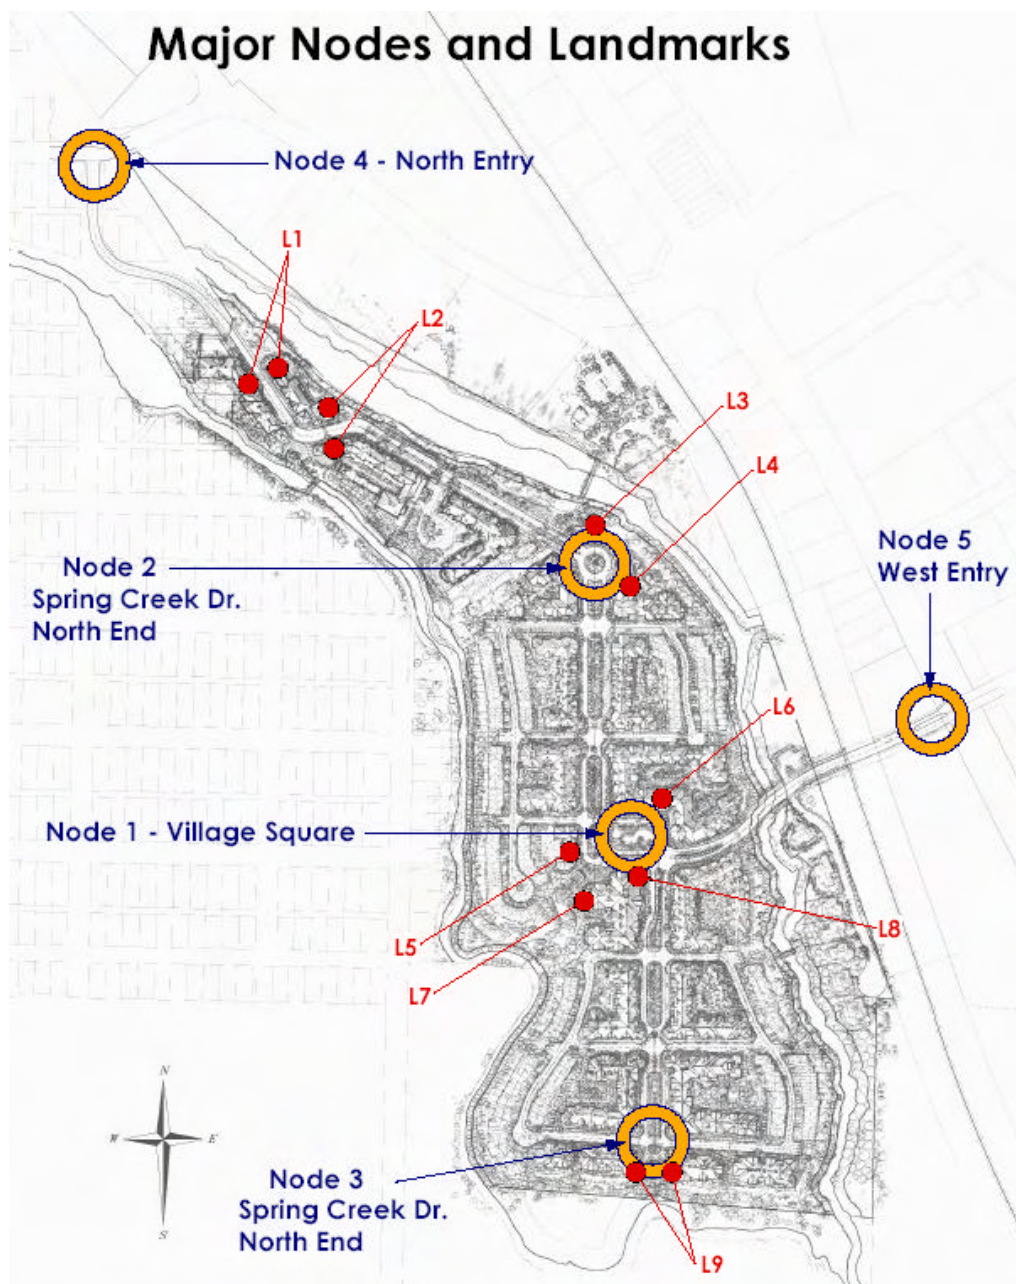 Major Nodes and Landmarks
Node 4 - North Entry
L1
L2
L3
L4
Node 5
West Entry
Node 2
Spring Creek Dr.
North End
L6
Node 1 - Village Square
L5
L8
L7
N
W
E
S
Node 3
Spring Creek Dr.
North End
L9